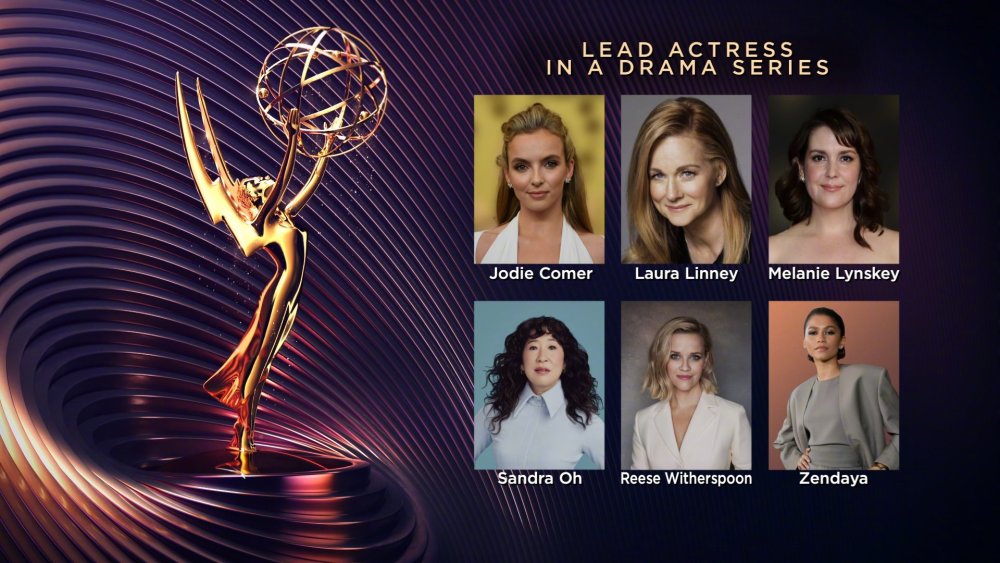 LEAD ACTRESS
IN A DRAMA SERIES
Jodie Comer
Laura Linney
Melanie Lynskey
Sandra Oh
Reese Witherspoon
Zendaya